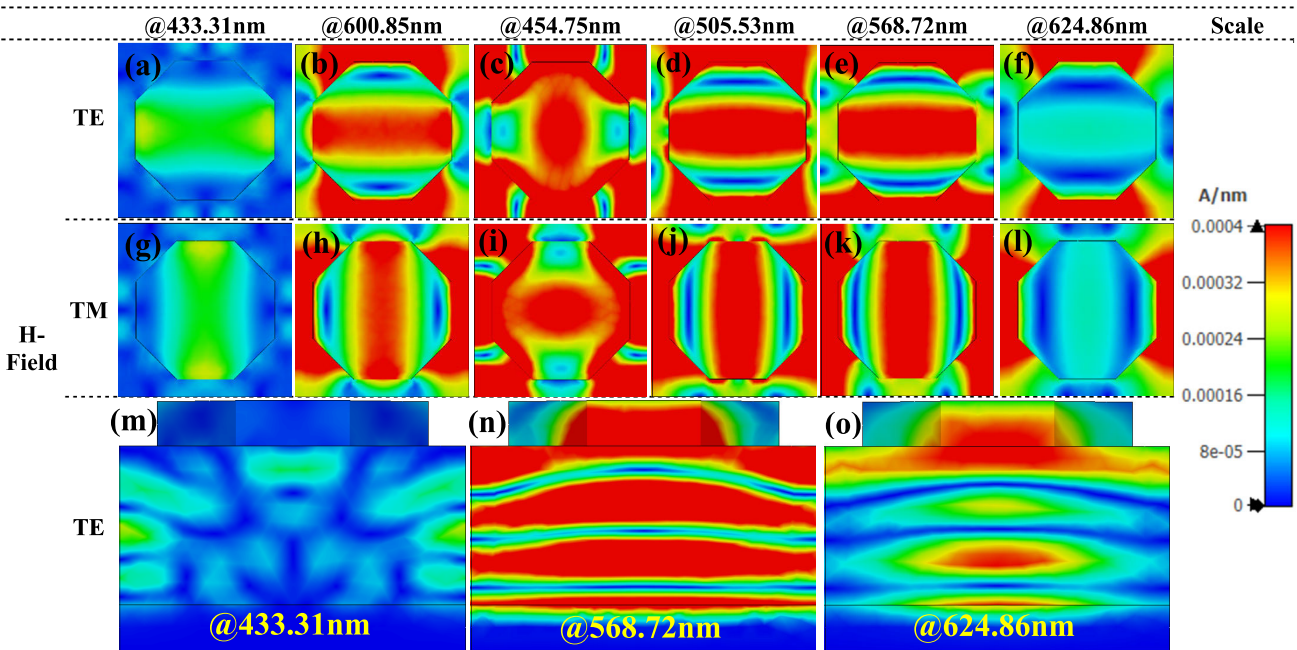 @433.31nm @600.85nm @454.75nm @505.53nm @568.72nm @624.86nm Scale
(a) (b) (c) (d) (e) (f)
TE
A/nm
(g) (h) (i) (j) (k) (l)
0.0004
0.00032
0.00024
0.00016
8e-05
0
TM
H-
Field
(m) (n) (o)
TE
@433.31nm @568.72nm @624.86nm